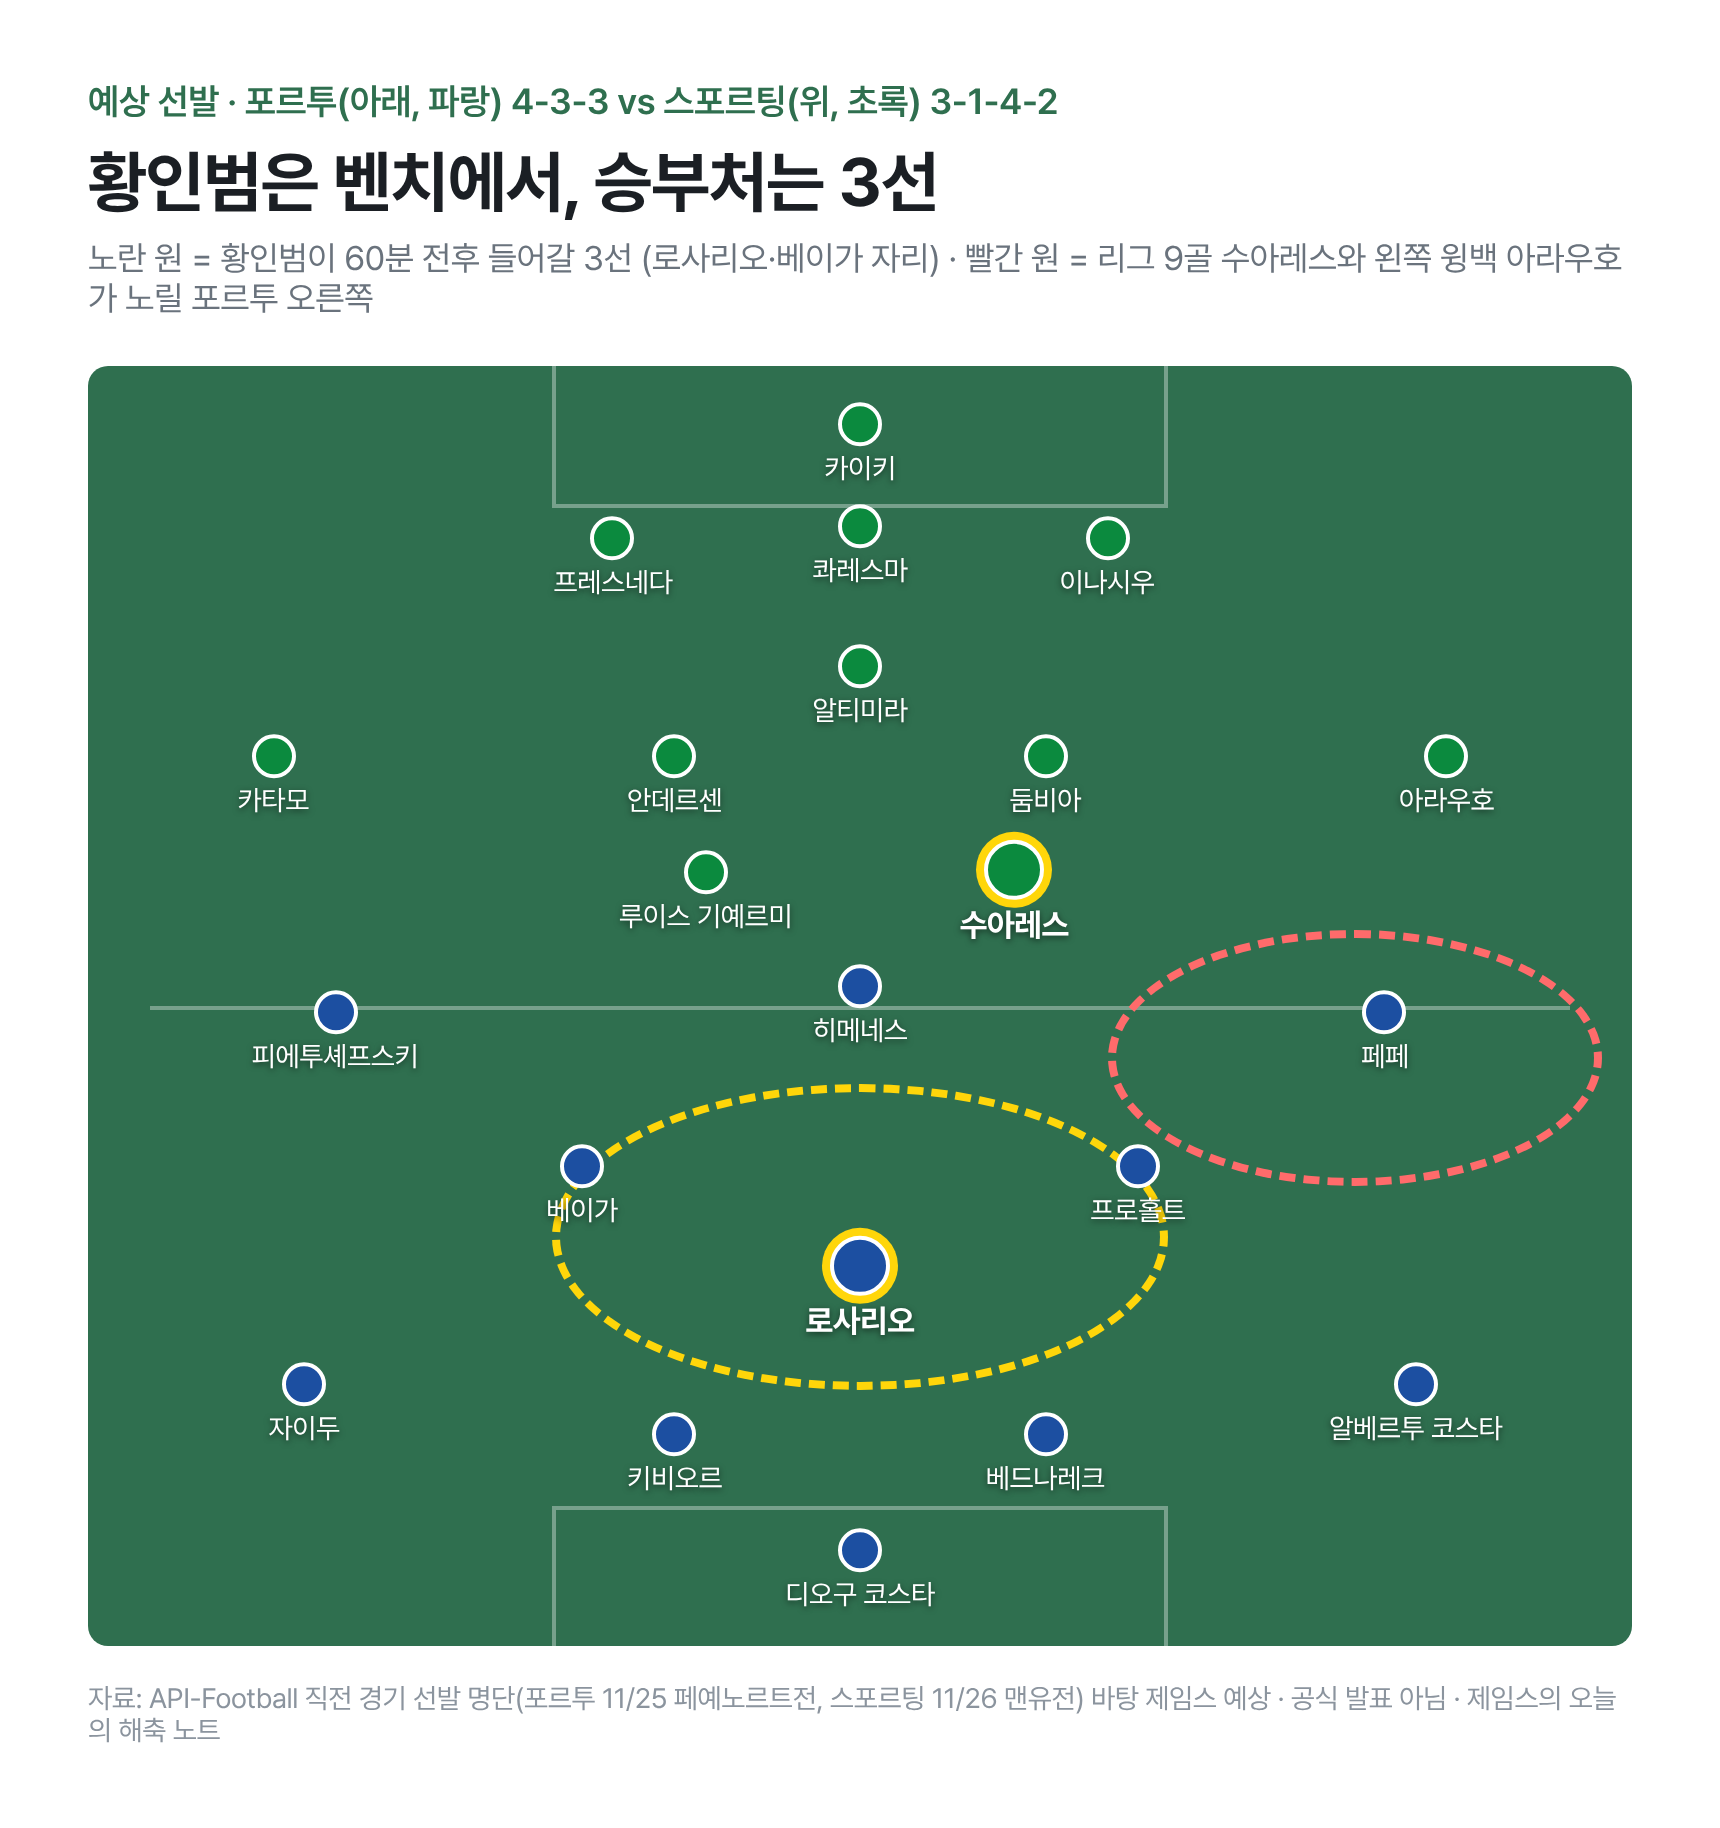 예상 선발 · 포르투(아래, 파랑) 4-3-3 vs 스포르팅(위, 초록) 3-1-4-2
황인범은 벤치에서, 승부처는 3선
노란 원 = 황인범이 60분 전후 들어갈 3선 (로사리오·베이가 자리) · 빨간 원 = 리그 9골 수아레스와 왼쪽 윙백 아라우호
가 노릴 포르투 오른쪽
카이키
프레스네다
콰레스마
이나시우
알티미라
카타모
안데르센
둠비아
아라우호
루이스 기예르미
수아레스
히메네스
피에투셰프스키
페페
베이가
프로홀트
로사리오
자이두
알베르투 코스타
키비오르
베드나레크
디오구 코스타
자료: API-Football 직전 경기 선발 명단(포르투 11/25 페예노르트전, 스포르팅 11/26 맨유전) 바탕 제임스 예상 · 공식 발표 아님 · 제임스의 오늘
의 해축 노트